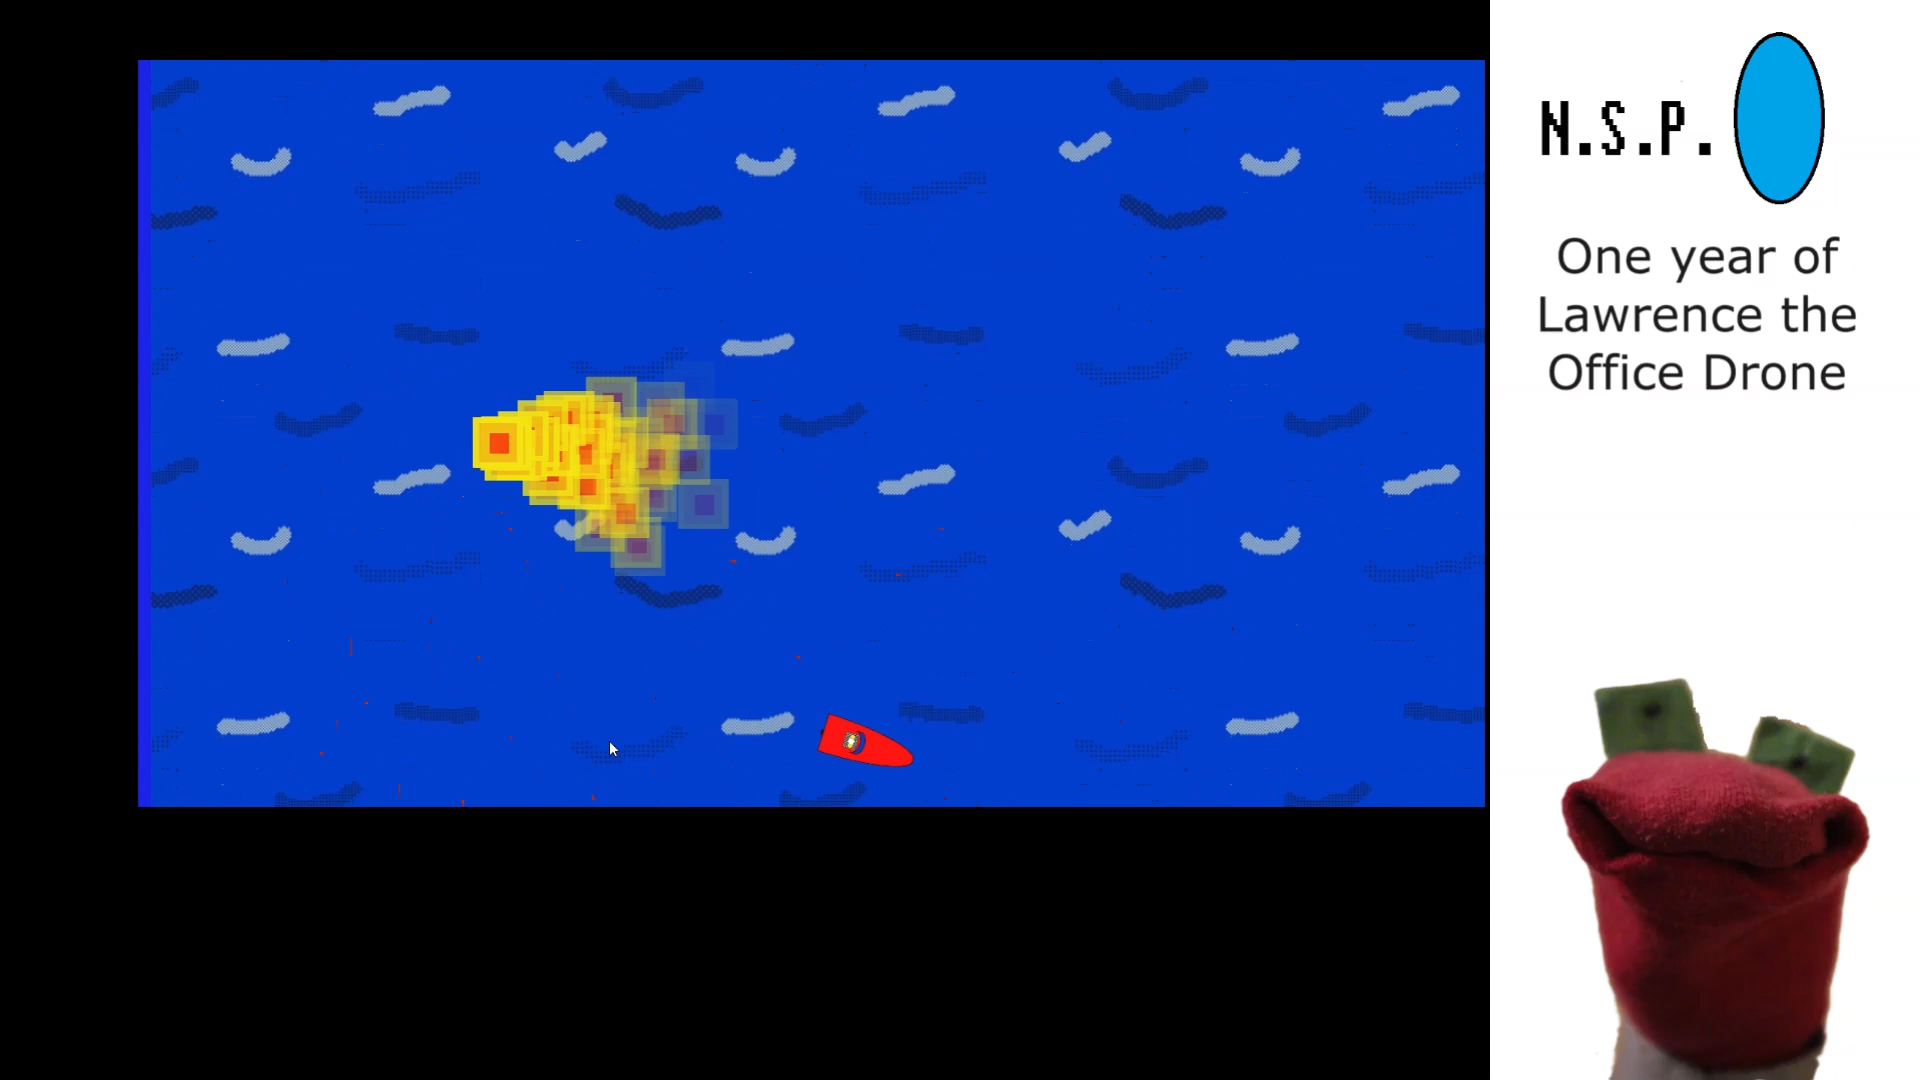 N.S.P.
One year of
Lawrence the
Office Drone